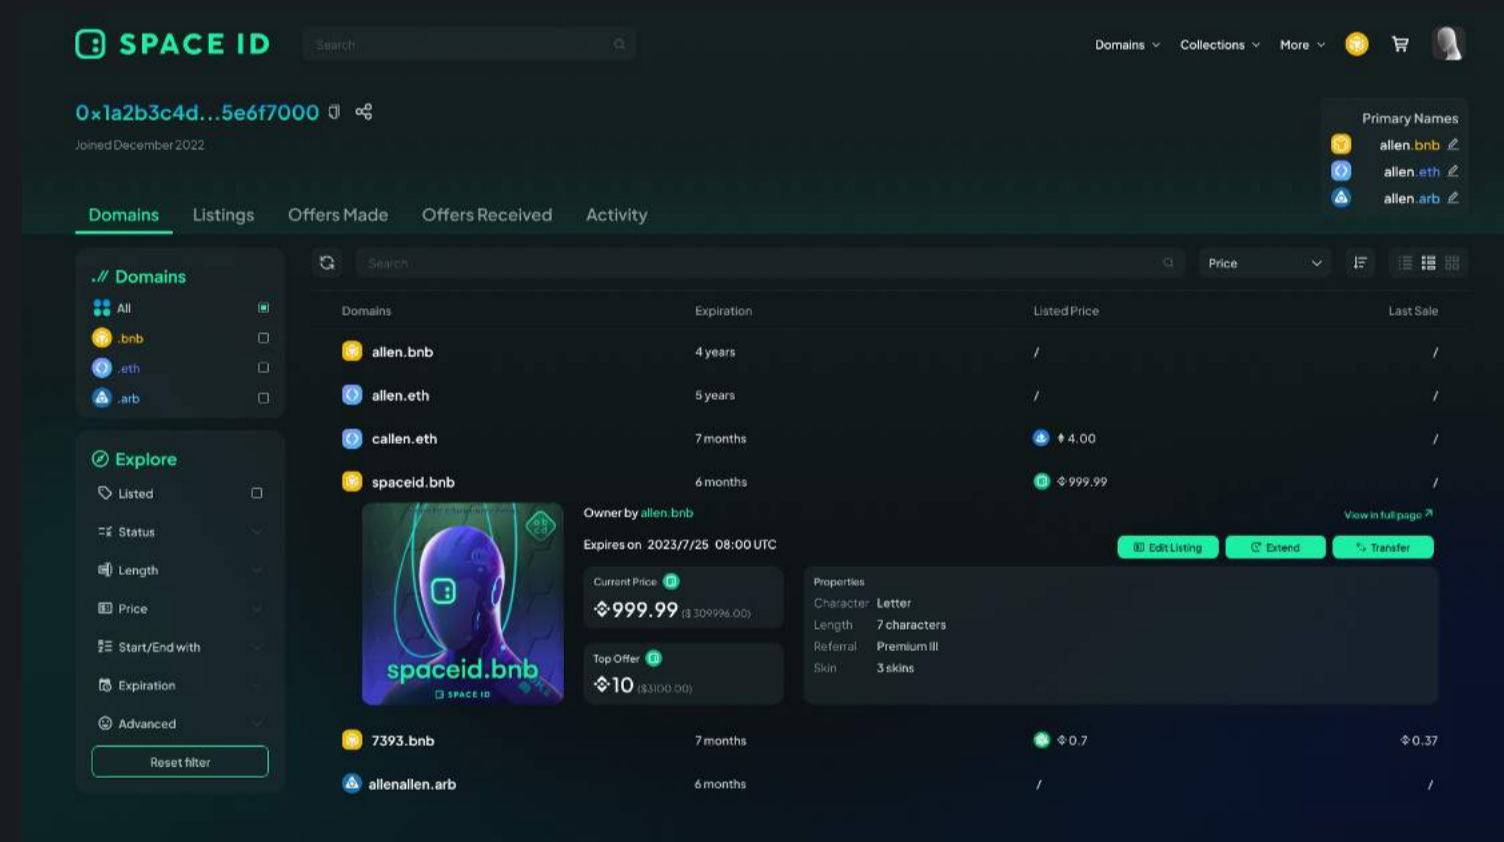 SPACE ID
Search
Domains
Collections
More
0x1a2b3c4d...5e6f7000
Joined December 2022
Primary Names
allen.bnb
allen.eth
allen.arb
Domains
Listings
Offers Made
Offers Received
Activity
.// Domains
All
.bnb
.eth
.arb
Explore
Listed
Status
Length
Price
Start/End with
Expiration
Advanced
Reset filter
Search
Price
Domains Expiration Listed Price Last Sale
allen.bnb 4 years / /
allen.eth 5 years / /
callen.eth 7 months 4.00 /
spaceid.bnb 6 months 999.99 /
spaceid.bnb
SPACE ID
Owner by allen.bnb
View in full page
Expires on 2023/7/25 08:00 UTC
Edit Listing
Extend
Transfer
Current Price
999.99 ($309996.00)
Top Offer
10 ($3100.00)
Properties
Character Letter
Length 7 characters
Referral Premium III
Skin 3 skins
7393.bnb 7 months 0.7 0.37
allenallen.arb 6 months / /